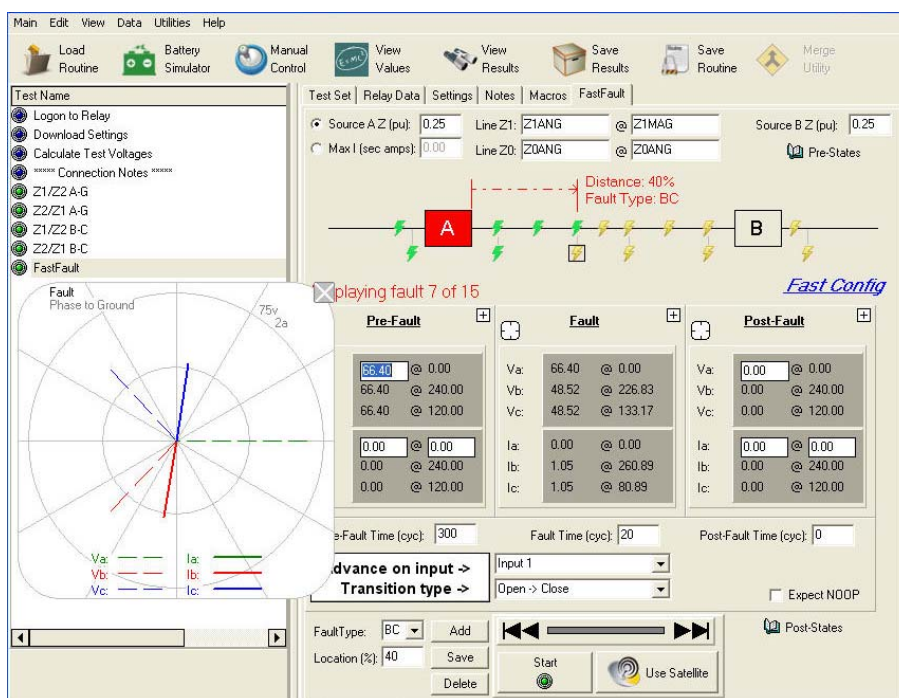 Main Edit View Data Utilities Help
Load Routine
Battery Simulator
Manual Control
View Values
View Results
Save Results
Save Routine
Merge Utility
Test Name
Logon to Relay
Download Settings
Calculate Test Voltages
***** Connection Notes *****
Z1/Z2 A-G
Z2/Z1 A-G
Z1/Z2 B-C
Z2/Z1 B-C
FastFault
Test Set Relay Data Settings Notes Macros FastFault
Source A Z (pu): 0.25 Line Z1: Z1ANG @ Z1MAG Source B Z (pu): 0.25
Max I (sec amps): 0.00 Line Z0: Z0ANG @ Z0ANG Pre-States
Distance: 40%
Fault Type: BC
A B
playing fault 7 of 15 Fast Config
Fault
Phase to Ground
75v
2a
Va: Ia:
Vb: Ib:
Vc: Ic:
Pre-Fault + Fault + Post-Fault +
66.40 @ 0.00 Va: 66.40 @ 0.00 Va: 0.00 @ 0.00
66.40 @ 240.00 Vb: 48.52 @ 226.83 Vb: 0.00 @ 240.00
66.40 @ 120.00 Vc: 48.52 @ 133.17 Vc: 0.00 @ 120.00
0.00 @ 0.00 Ia: 0.00 @ 0.00 Ia: 0.00 @ 0.00
0.00 @ 240.00 Ib: 1.05 @ 260.89 Ib: 0.00 @ 240.00
0.00 @ 120.00 Ic: 1.05 @ 80.89 Ic: 0.00 @ 120.00
e-Fault Time (cyc): 300 Fault Time (cyc): 20 Post-Fault Time (cyc): 0
dvance on input -> Input 1
Transition type -> Open -> Close
Expect NOOP
FaultType: BC Add
Location (%): 40 Save
Delete
Start
Use Satellite
Post-States